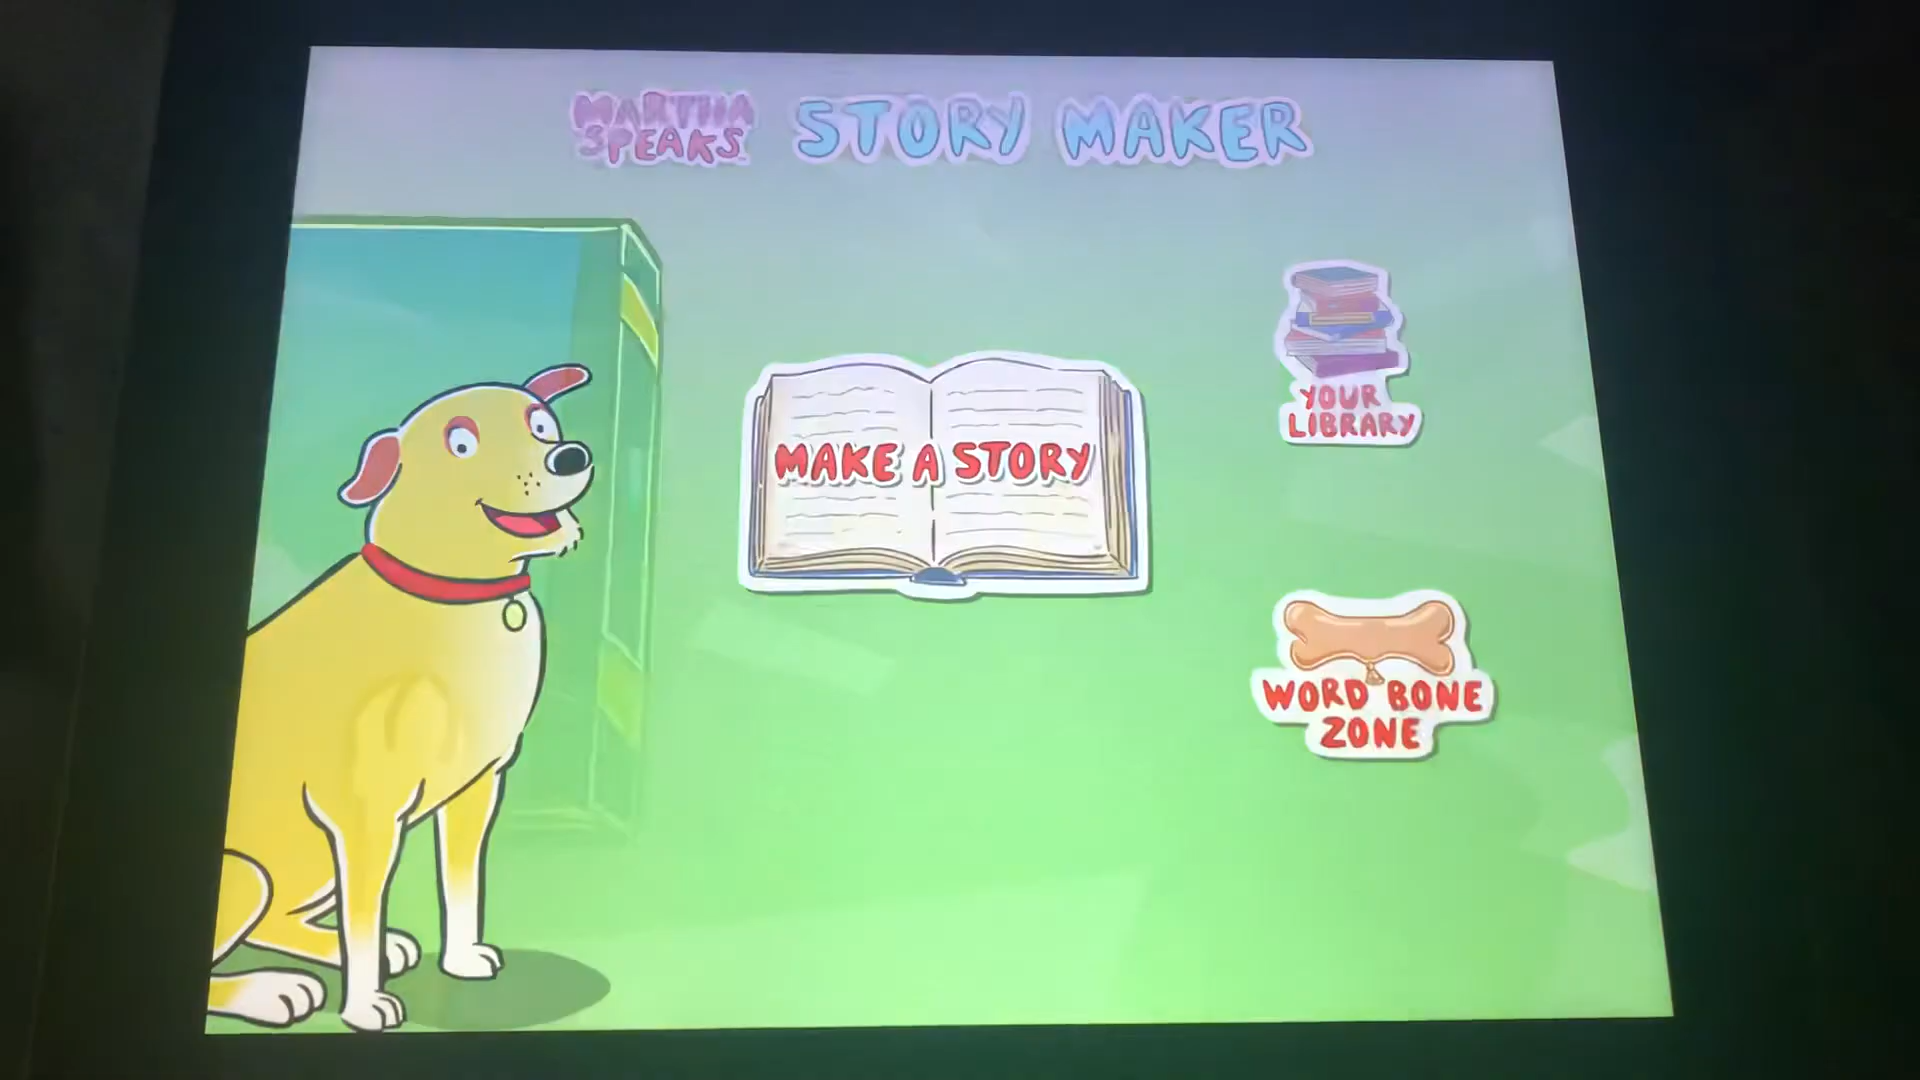 MARTHA
SPEAKS
STORY MAKER
MAKE A STORY
YOUR
LIBRARY
WORD BONE
ZONE